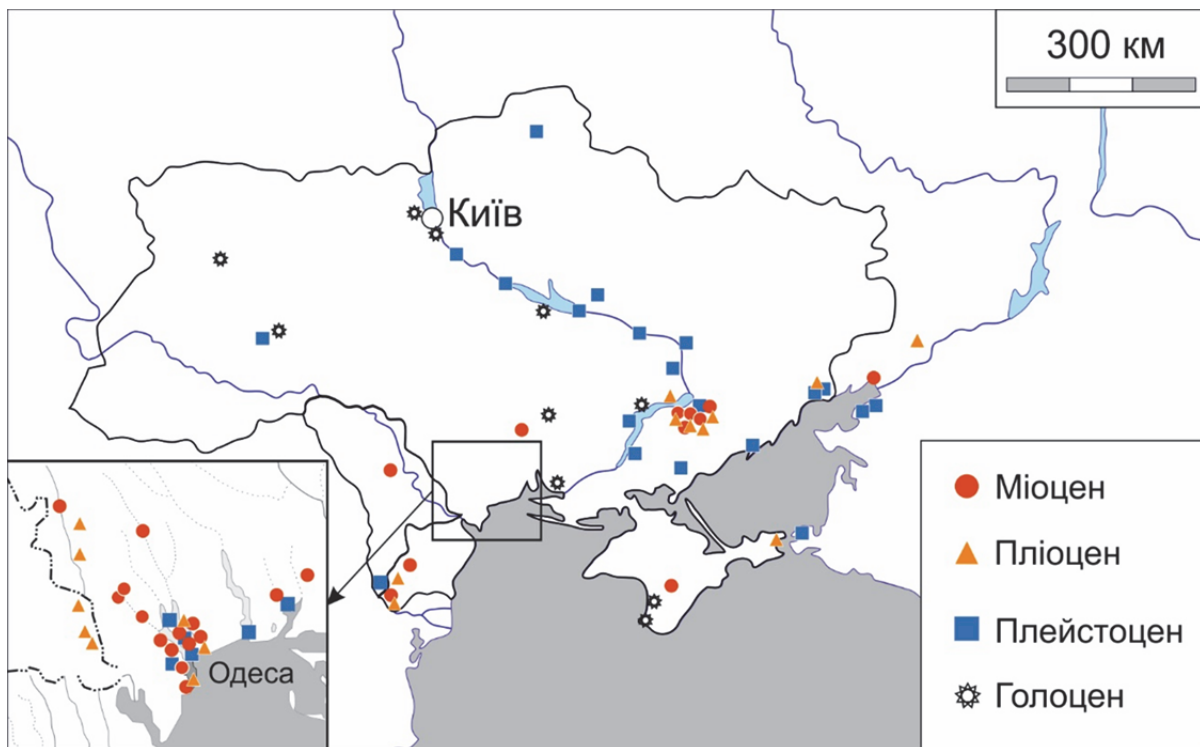 300 км
Київ
Одеса
Міоцен
Пліоцен
Плейстоцен
Голоцен